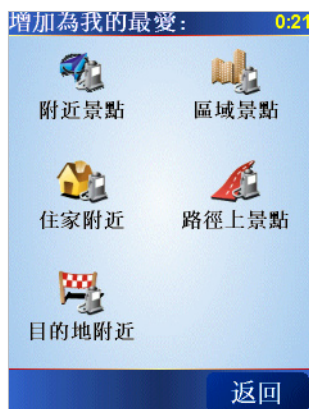 增加為我的最愛: 0:21
附近景點 區域景點
住家附近 路徑上景點
目的地附近
返回